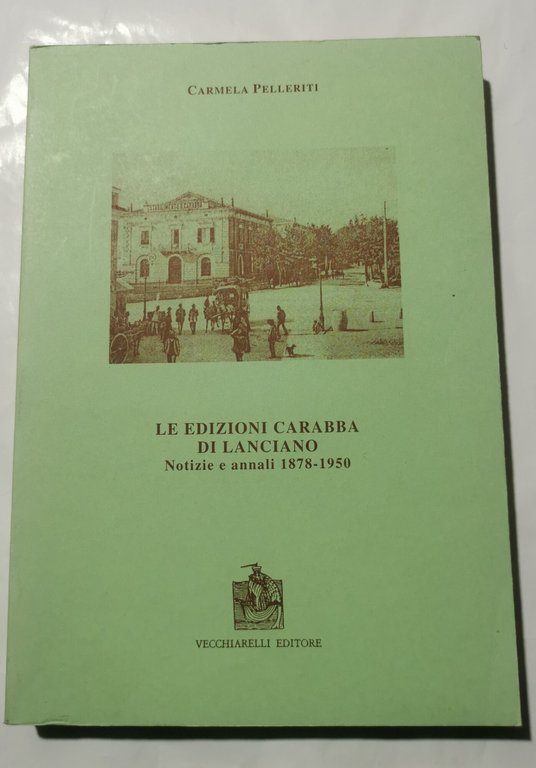 CARMELA PELLERITI
LE EDIZIONI CARABBA
DI LANCIANO
Notizie e annali 1878-1950
VECCHIARELLI EDITORE